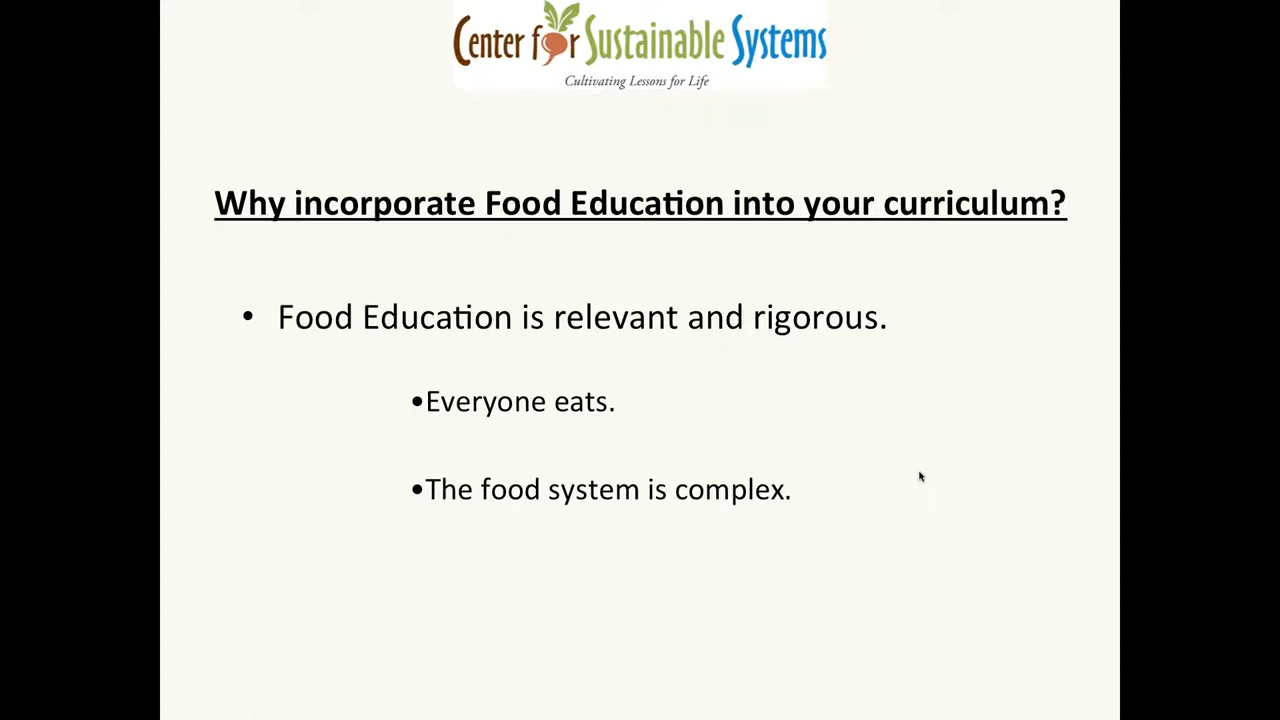 Center for Sustainable Systems
Cultivating Lessons for Life
Why incorporate Food Education into your curriculum?
• Food Education is relevant and rigorous.
•Everyone eats.
•The food system is complex.